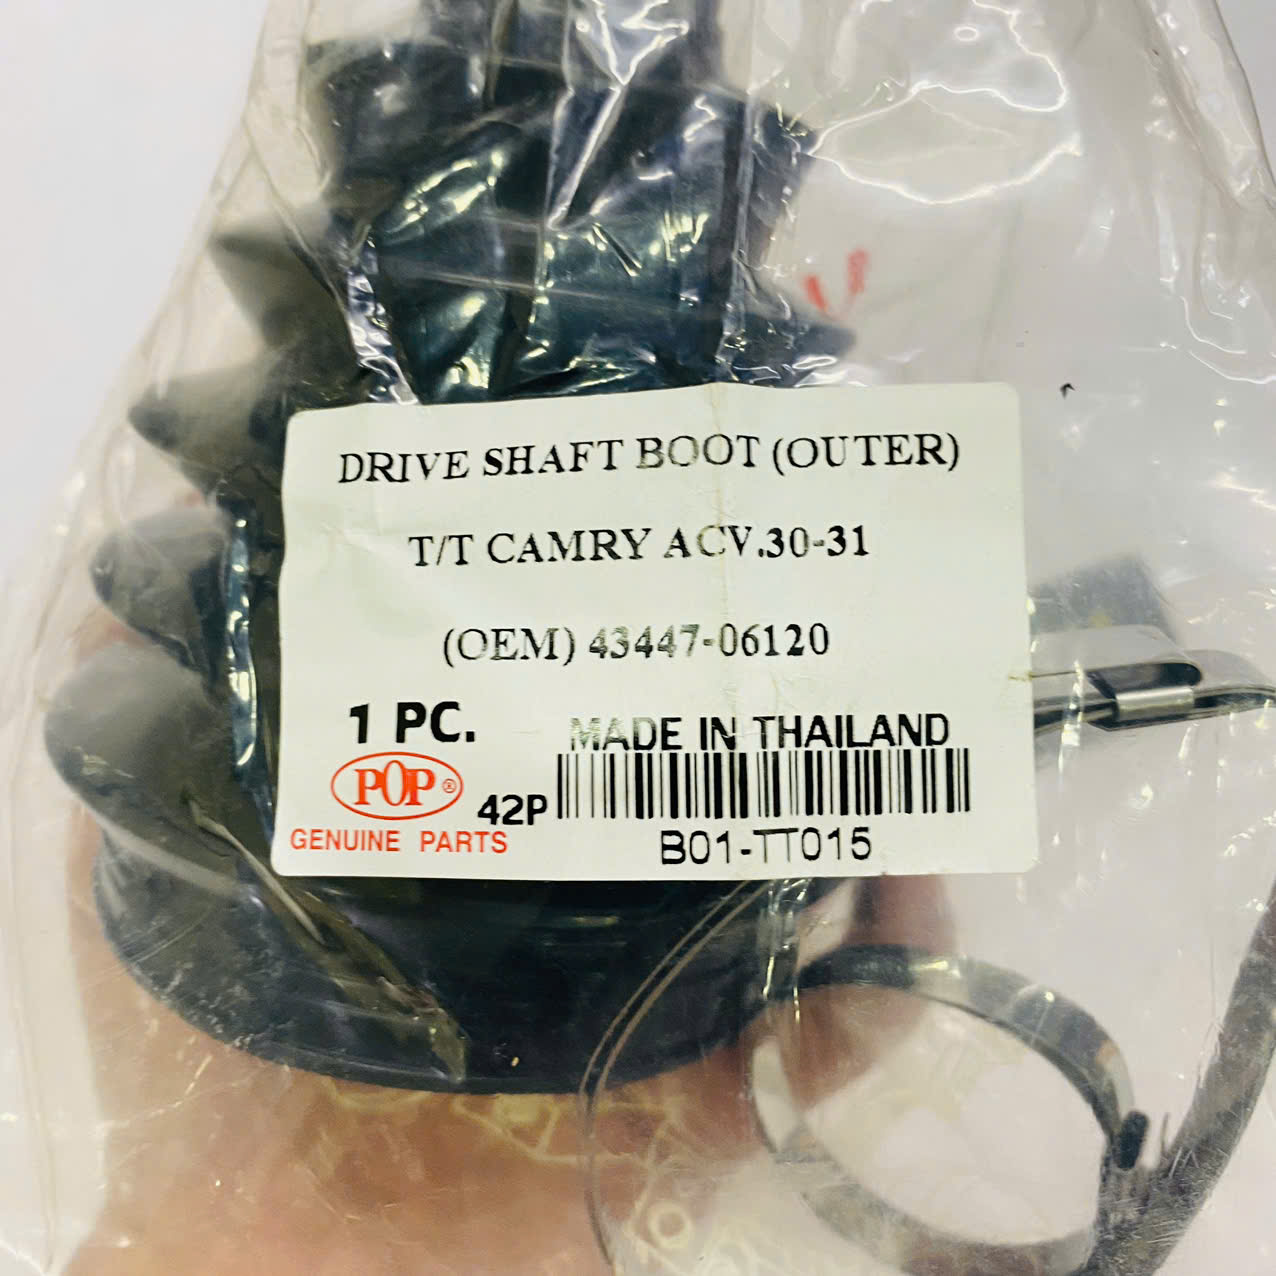 DRIVE SHAFT BOOT (OUTER)
T/T CAMRY ACV.30-31
(OEM) 43447-06120
1 PC.
MADE IN THAILAND
POP®
42P
GENUINE PARTS
B01-TT015